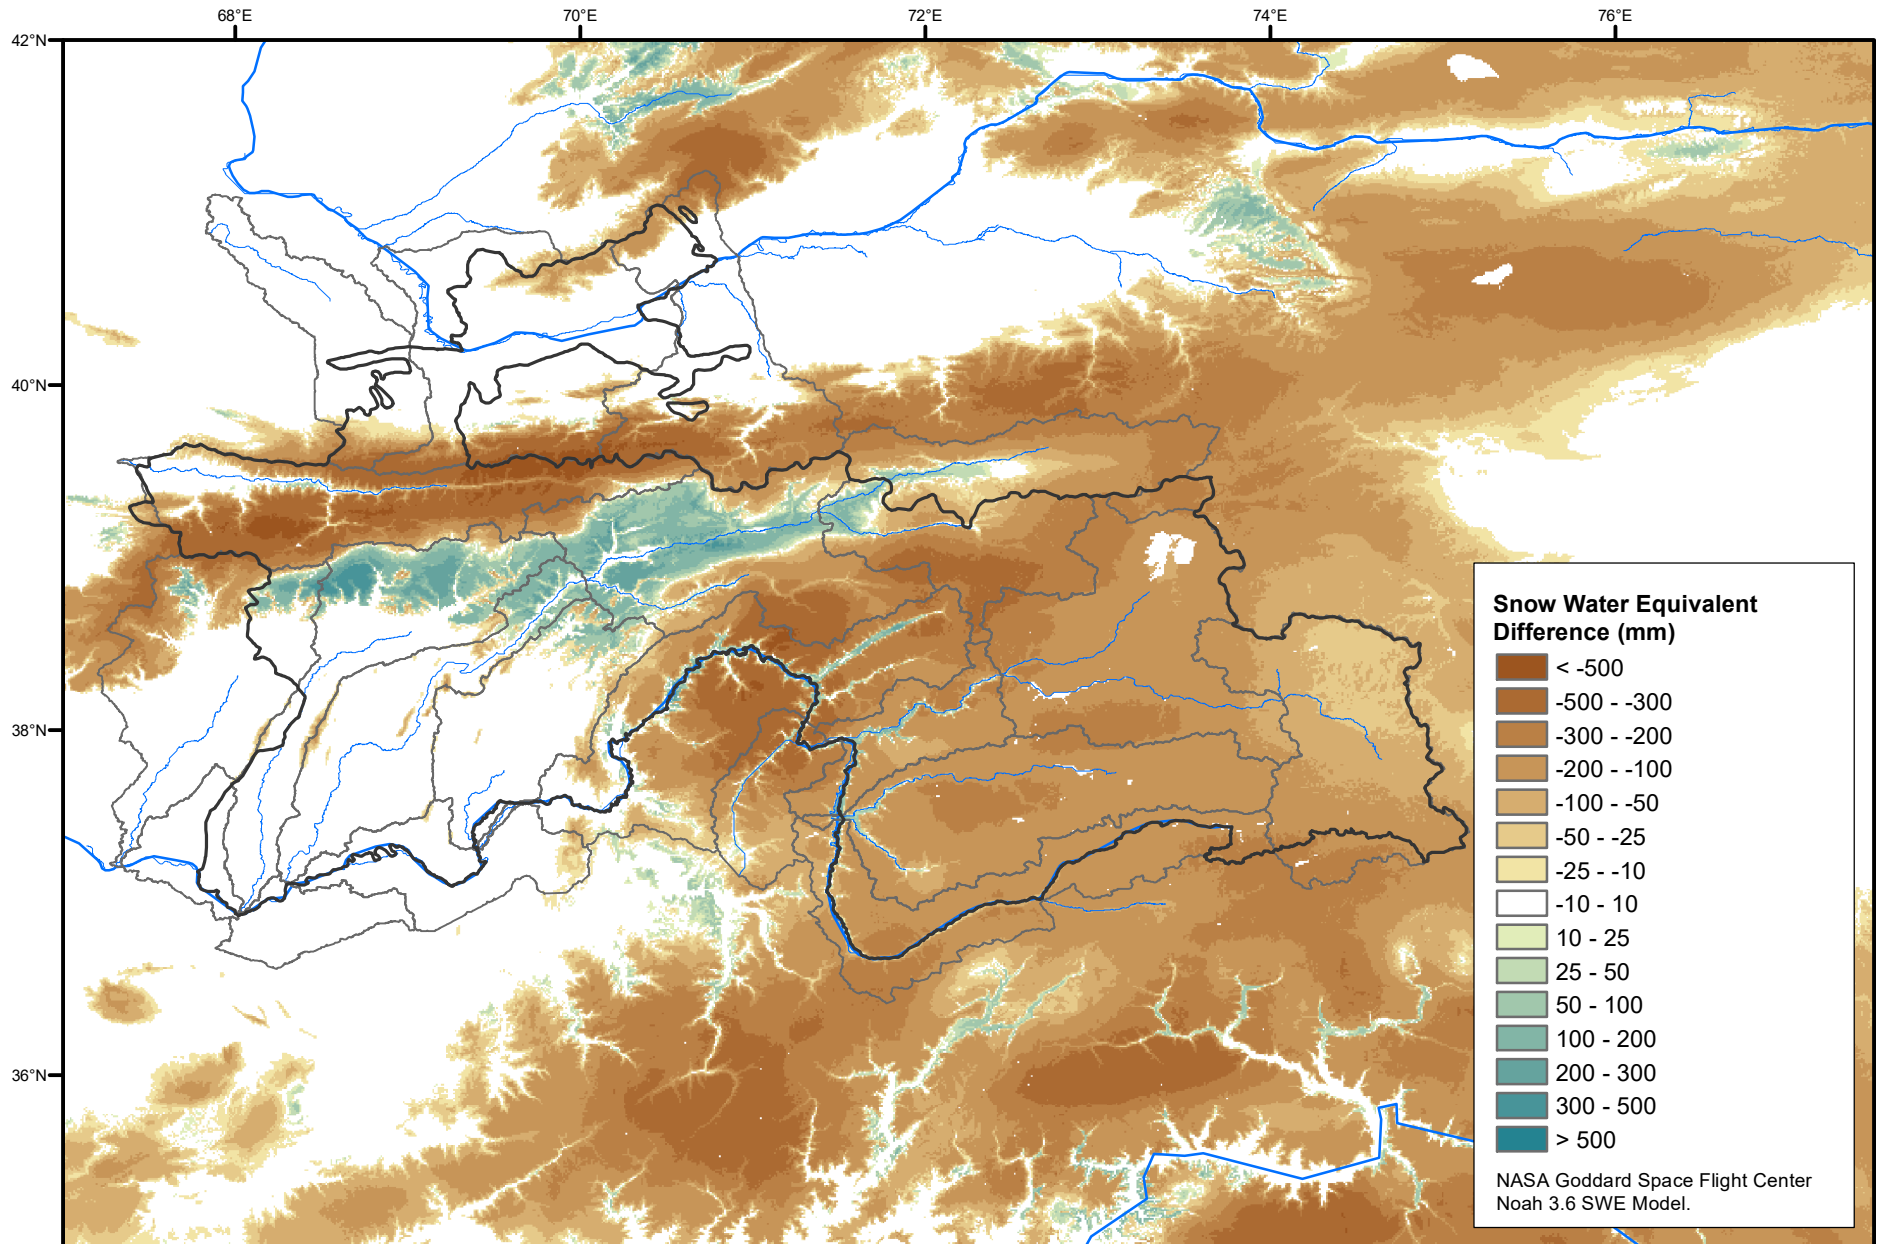 68°E
70°E
72°E
74°E
76°E
42°N
40°N
38°N
36°N
Snow Water Equivalent
Difference (mm)
< -500
-500 - -300
-300 - -200
-200 - -100
-100 - -50
-50 - -25
-25 - -10
-10 - 10
10 - 25
25 - 50
50 - 100
100 - 200
200 - 300
300 - 500
> 500
NASA Goddard Space Flight Center
Noah 3.6 SWE Model.